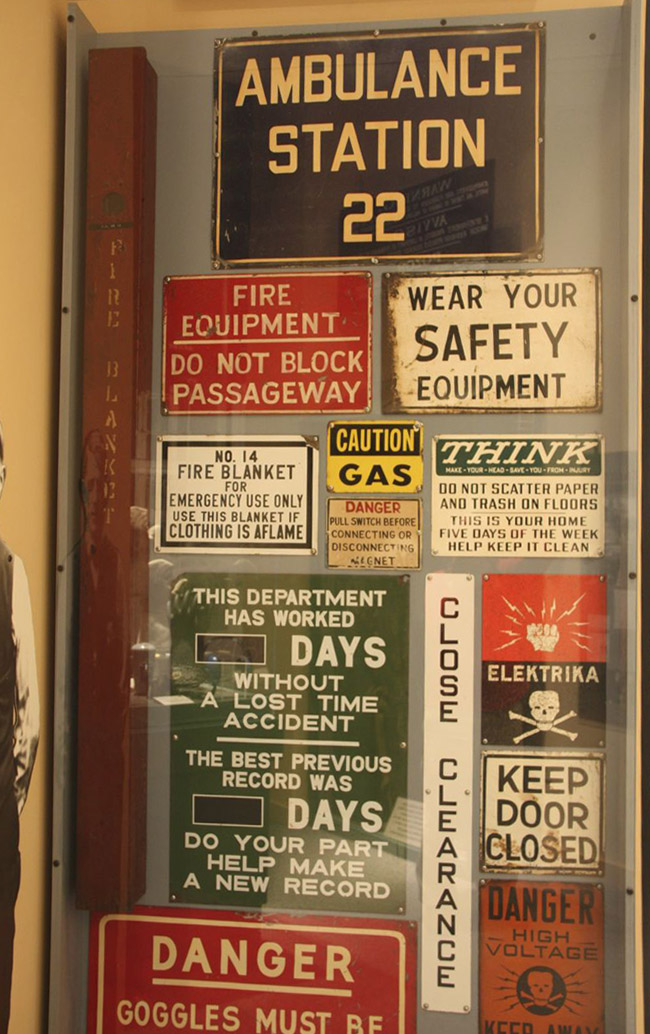 AMBULANCE
STATION
22
FIRE BLANKET
FIRE
EQUIPMENT
DO NOT BLOCK
PASSAGEWAY
WEAR YOUR
SAFETY
EQUIPMENT
NO. 14
FIRE BLANKET
FOR
EMERGENCY USE ONLY
USE THIS BLANKET IF
CLOTHING IS AFLAME
CAUTION
GAS
DANGER
PULL SWITCH BEFORE
CONNECTING OR
DISCONNECTING
MAGNET
THINK
MAKE • YOUR • HEAD • SAVE • YOU • FROM • INJURY
DO NOT SCATTER PAPER
AND TRASH ON FLOORS
THIS IS YOUR HOME
FIVE DAYS OF THE WEEK
HELP KEEP IT CLEAN
THIS DEPARTMENT
HAS WORKED
DAYS
WITHOUT
A LOST TIME
ACCIDENT
THE BEST PREVIOUS
RECORD WAS
DAYS
DO YOUR PART
HELP MAKE
A NEW RECORD
CLOSE CLEARANCE
ELEKTRIKA
KEEP
DOOR
CLOSED
DANGER
HIGH
VOLTAGE
KEEP AWAY
DANGER
GOGGLES MUST BE